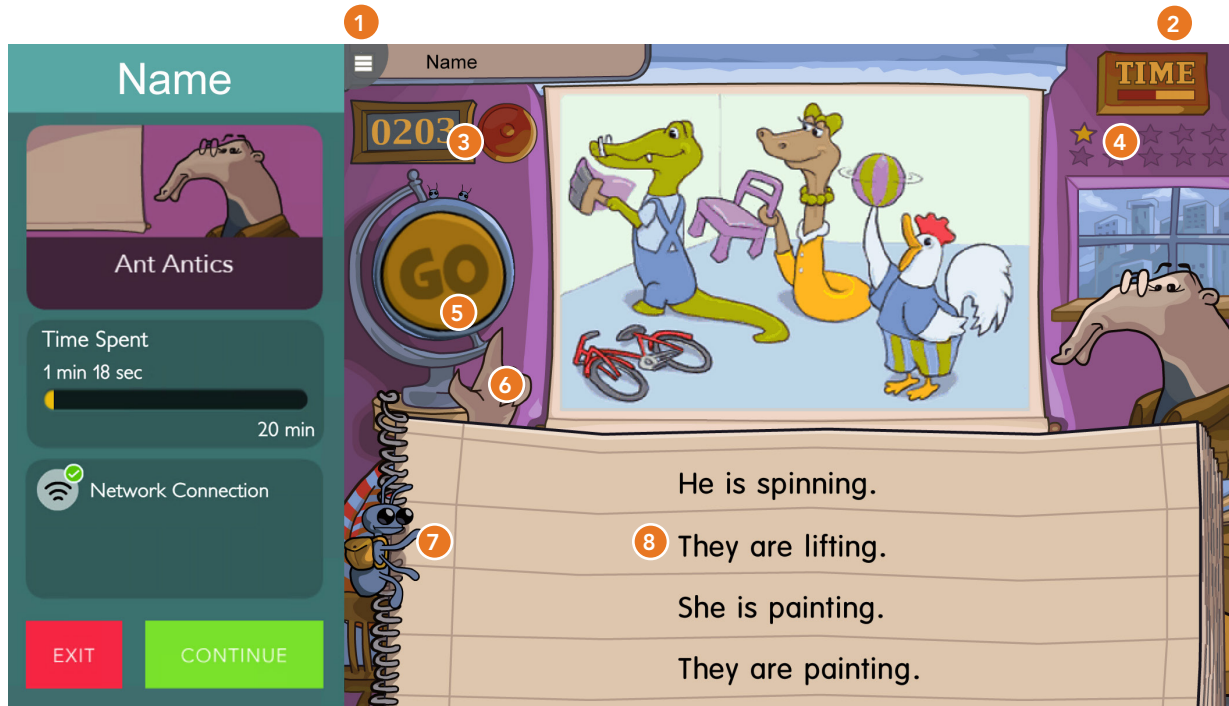 1
2
Name
Name
TIME
0203
3
4
Ant Antics
GO
5
Time Spent
1 min 18 sec
6
20 min
He is spinning.
Network Connection
7
8
They are lifting.
She is painting.
EXIT
CONTINUE
They are painting.